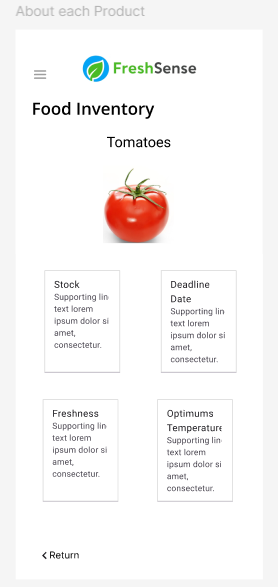 About each Product
FreshSense
Food Inventory
Tomatoes
Stock
Supporting lin
text lorem
ipsum dolor si
amet,
consectetur.
Deadline
Date
Supporting lin
text lorem
ipsum dolor si
amet,
consectetur.
Freshness
Supporting lin
text lorem
ipsum dolor si
amet,
consectetur.
Optimums
Temperature
Supporting lin
text lorem
ipsum dolor si
amet,
consectetur.
Return